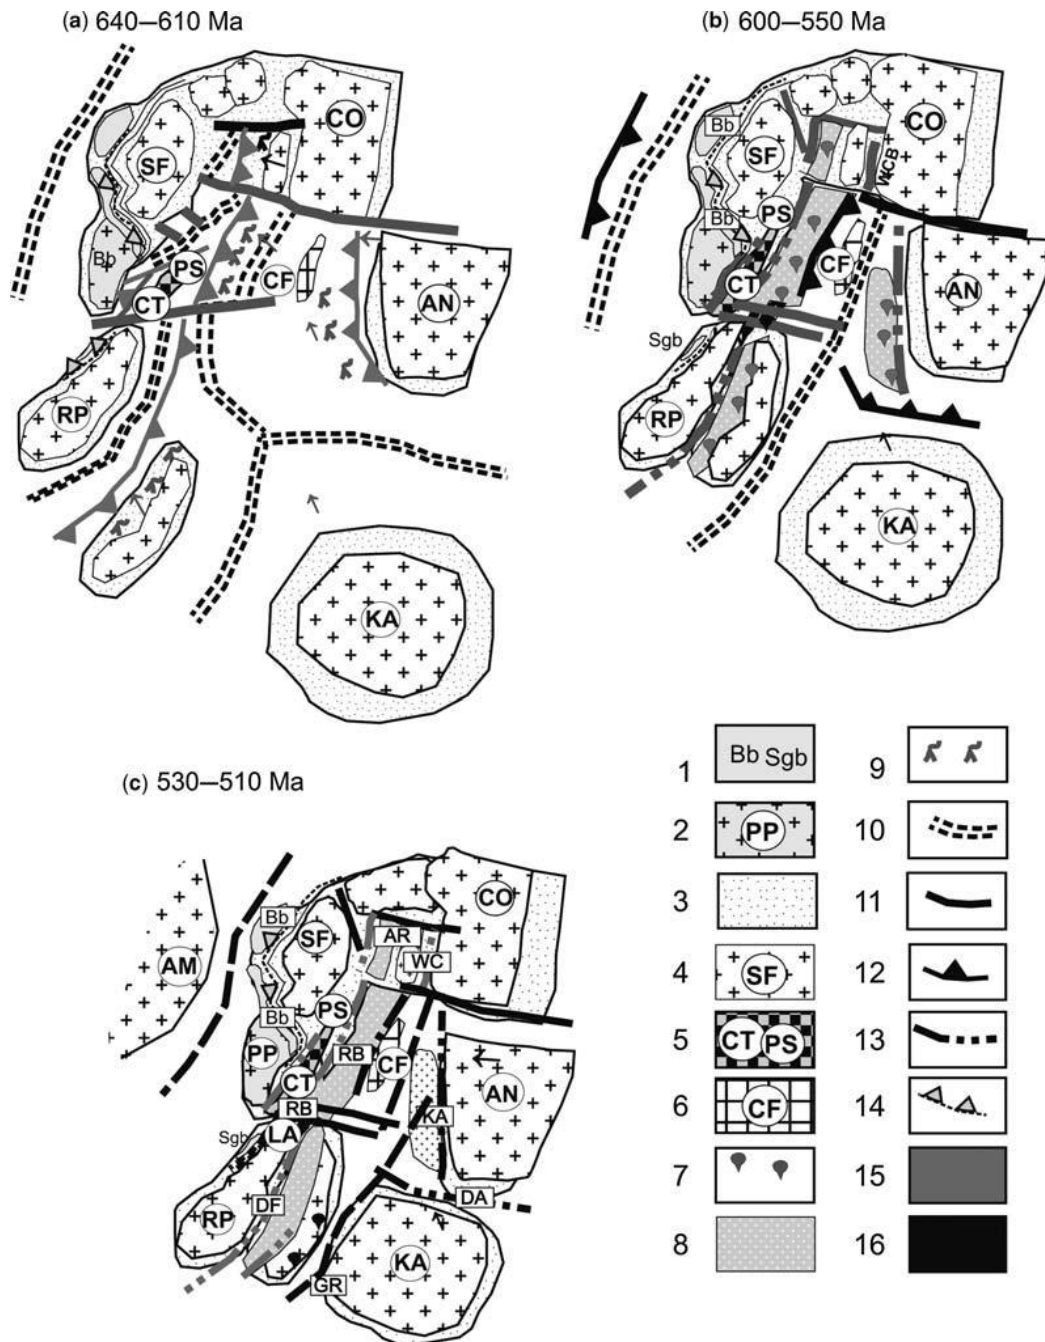 (a) 640–610 Ma
CO
SF
PS
Bb
CF
CT
AN
RP
KA
(b) 600–550 Ma
CO
Bb
SF
WCB
PS
Bb
CF
CT
AN
Sgb
RP
KA
(c) 530–510 Ma
CO
Bb
SF
AR
AM
WC
PS
Bb
PP
RB
CF
CT
AN
RB
KA
Sgb
LA
DA
DF
RP
KA
GR
1 Bb Sgb
2 PP
3
4 SF
5 CT PS
6 CF
7
8
9
10
11
12
13
14
15
16